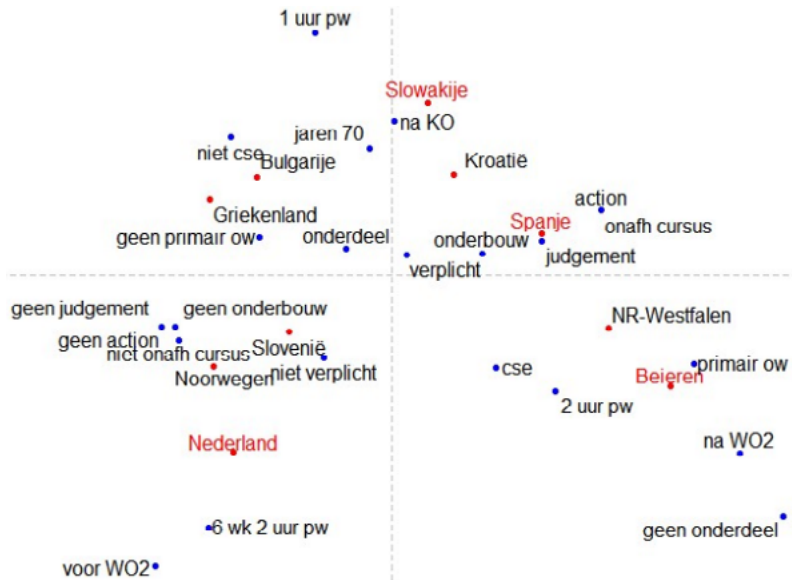 1 uur pw
Slowakije
na KO
jaren 70
niet cse
Bulgarije
Kroatië
action
Griekenland
Spanje
onafh cursus
geen primair ow
onderdeel
onderbouw
judgement
verplicht
geen judgement
geen onderbouw
NR-Westfalen
geen action
niet onafh cursus
Slovenië
primair ow
Noorwegen
niet verplicht
cse
Beieren
2 uur pw
Nederland
na WO2
6 wk 2 uur pw
geen onderdeel
voor WO2